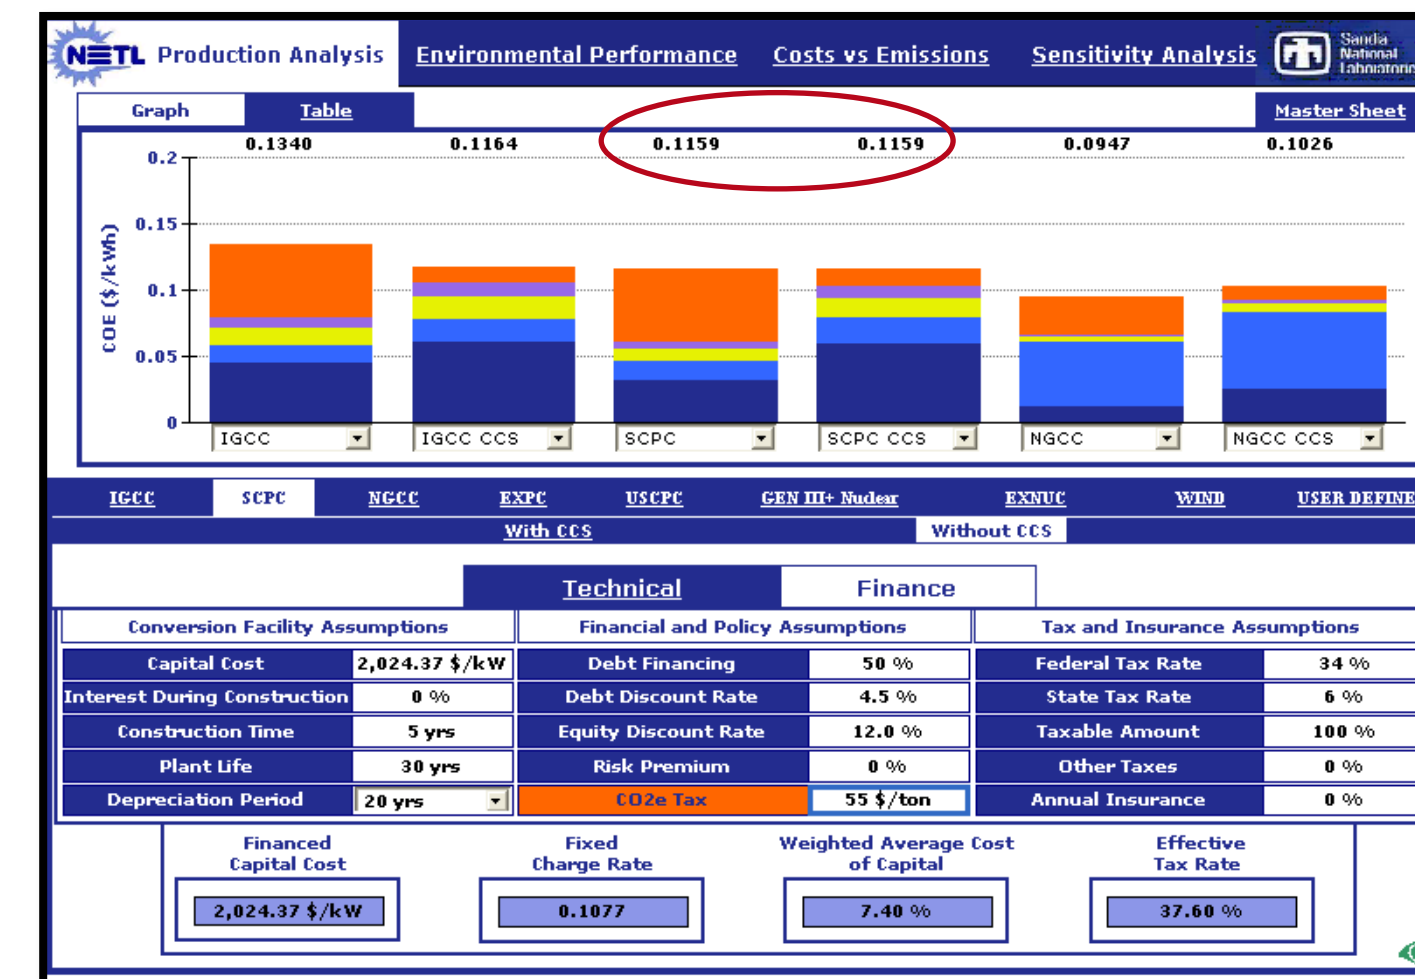 NETL Production Analysis Environmental Performance Costs vs Emissions Sensitivity Analysis Sandia National Laboratorie
Graph Table Master Sheet
0.1340 0.1164 0.1159 0.1159 0.0947 0.1026
0.2
0.15
0.1
0.05
0
COE ($/kWh)
IGCC IGCC CCS SCPC SCPC CCS NGCC NGCC CCS
IGCC SCPC NGCC EXPC USCPC GEN III+ Nuclear EXNUC WIND USER DEFINE
With CCS Without CCS
Technical Finance
Conversion Facility Assumptions Financial and Policy Assumptions Tax and Insurance Assumptions
Capital Cost 2,024.37 $/kW Debt Financing 50 % Federal Tax Rate 34 %
Interest During Construction 0 % Debt Discount Rate 4.5 % State Tax Rate 6 %
Construction Time 5 yrs Equity Discount Rate 12.0 % Taxable Amount 100 %
Plant Life 30 yrs Risk Premium 0 % Other Taxes 0 %
Depreciation Period 20 yrs CO2e Tax 55 $/ton Annual Insurance 0 %
Financed Fixed Weighted Average Cost Effective
Capital Cost Charge Rate of Capital Tax Rate
2,024.37 $/kW 0.1077 7.40 % 37.60 %